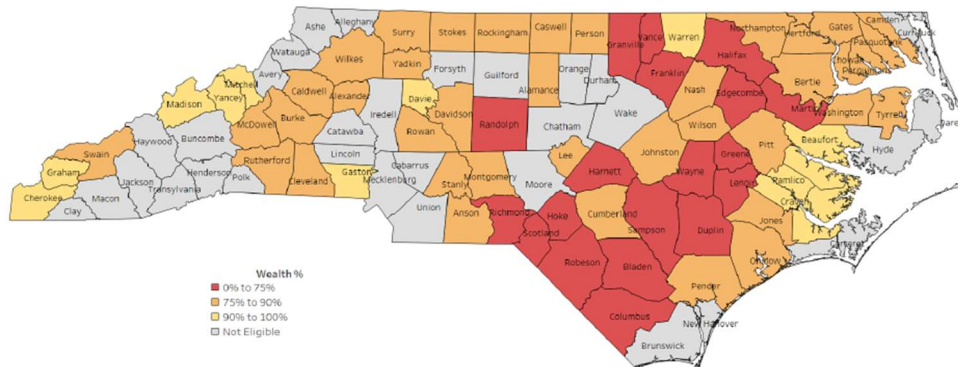 Ashe
Alleghany
Surry
Stokes
Rockingham
Caswell
Person
Granville
Vance
Warren
Northampton
Gates
Camden
Currituck
Hertford
Pasquotank
Halifax
Watauga
Wilkes
Yadkin
Forsyth
Guilford
Orange
Durham
Franklin
Chowan
Perquimans
Bertie
Avery
Mitchell
Yancey
Madison
Caldwell
Alexander
Davie
Alamance
Nash
Edgecombe
Martin
Washington
Tyrrell
Dare
Iredell
Davidson
Randolph
Chatham
Wake
Wilson
Burke
McDowell
Catawba
Rowan
Buncombe
Haywood
Swain
Graham
Lincoln
Rutherford
Cleveland
Gaston
Cabarrus
Mecklenburg
Stanly
Montgomery
Moore
Lee
Johnston
Greene
Pitt
Beaufort
Hyde
Harnett
Wayne
Lenoir
Pamlico
Craven
Henderson
Polk
Jackson
Transylvania
Macon
Cherokee
Clay
Union
Anson
Richmond
Hoke
Scotland
Cumberland
Sampson
Duplin
Jones
Carteret
Onslow
Robeson
Bladen
Pender
Columbus
New Hanover
Brunswick
Wealth %
0% to 75%
75% to 90%
90% to 100%
Not Eligible